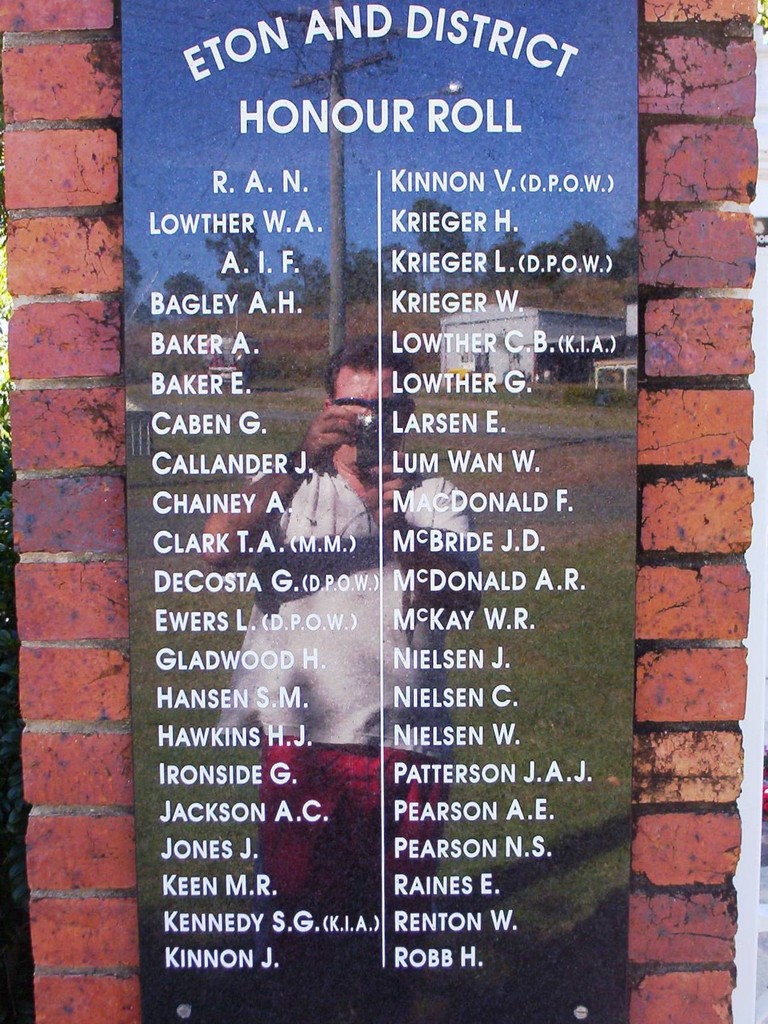 ETON AND DISTRICT
HONOUR ROLL
R. A. N.
LOWTHER W.A.
A. I. F.
BAGLEY A.H.
BAKER A.
BAKER E.
CABEN G.
CALLANDER J.
CHAINEY A.
CLARK T.A. (M.M.)
DECOSTA G. (D.P.O.W.)
EWERS L. (D.P.O.W.)
GLADWOOD H.
HANSEN S.M.
HAWKINS H.J.
IRONSIDE G.
JACKSON A.C.
JONES J.
KEEN M.R.
KENNEDY S.G. (K.I.A.)
KINNON J.
KINNON V. (D.P.O.W.)
KRIEGER H.
KRIEGER L. (D.P.O.W.)
KRIEGER W.
LOWTHER C.B. (K.I.A.)
LOWTHER G.
LARSEN E.
LUM WAN W.
MACDONALD F.
MCBRIDE J.D.
MCDONALD A.R.
MCKAY W.R.
NIELSEN J.
NIELSEN C.
NIELSEN W.
PATTERSON J.A.J.
PEARSON A.E.
PEARSON N.S.
RAINES E.
RENTON W.
ROBB H.